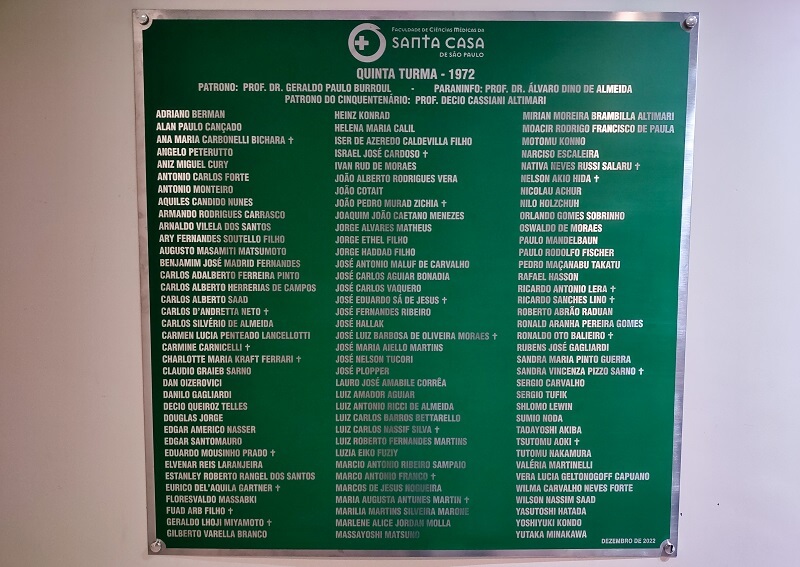 FACULDADE DE CIÊNCIAS MÉDICAS DA
SANTA CASA
DE SÃO PAULO
QUINTA TURMA - 1972
PATRONO: PROF. DR. GERALDO PAULO BURROUL - PARANINFO: PROF. DR. ÁLVARO DINO DE ALMEIDA
PATRONO DO CINQUENTENÁRIO: PROF. DECIO CASSIANI ALTIMARI
ADRIANO BERMAN
ALAN PAULO CANÇADO
ANA MARIA CARBONELLI BICHARA ✝
ANGELO PETERUTTO
ANIZ MIGUEL CURY
ANTONIO CARLOS FORTE
ANTONIO MONTEIRO
AQUILES CANDIDO NUNES
ARMANDO RODRIGUES CARRASCO
ARNALDO VILELA DOS SANTOS
ARY FERNANDES SOUTELLO FILHO
AUGUSTO MASAMITI MATSUMOTO
BENJAMIM JOSÉ MADRID FERNANDES
CARLOS ADALBERTO FERREIRA PINTO
CARLOS ALBERTO HERRERIAS DE CAMPOS
CARLOS ALBERTO SAAD
CARLOS D'ANDRETTA NETO ✝
CARLOS SILVÉRIO DE ALMEIDA
CARMEN LUCIA PENTEADO LANCELLOTTI
CARMINE CARNICELLI ✝
CHARLOTTE MARIA KRAFT FERRARI ✝
CLAUDIO GRAIEB SARNO
DAN OIZEROVICI
DANILO GAGLIARDI
DECIO QUEIROZ TELLES
DOUGLAS JORGE
EDGAR AMERICO NASSER
EDGAR SANTOMAURO
EDUARDO MOUSINHO PRADO ✝
ELVENAR REIS LARANJEIRA
ESTANLEY ROBERTO RANGEL DOS SANTOS
EURICO DEL'AQUILA GARTNER ✝
FLORESVALDO MASSABKI
FUAD ARB FILHO ✝
GERALDO LHOJI MIYAMOTO ✝
GILBERTO VARELLA BRANCO
HEINZ KONRAD
HELENA MARIA CALIL
ISER DE AZEREDO CALDEVILLA FILHO
ISRAEL JOSÉ CARDOSO ✝
IVAN RUD DE MORAES
JOÃO ALBERTO RODRIGUES VERA
JOÃO COTAIT
JOÃO PEDRO MURAD ZICHIA ✝
JOAQUIM JOÃO CAETANO MENEZES
JORGE ALVARES MATHEUS
JORGE ETHEL FILHO
JORGE HADDAD FILHO
JOSÉ ANTONIO MALUF DE CARVALHO
JOSÉ CARLOS AGUIAR BONADIA
JOSÉ CARLOS VAQUERO
JOSÉ EDUARDO SÁ DE JESUS ✝
JOSÉ FERNANDES RIBEIRO
JOSÉ HALLAK
JOSÉ LUIZ BARBOSA DE OLIVEIRA MORAES ✝
JOSÉ MARIA AIELLO MARTINS
JOSÉ NELSON TUCORI
JOSÉ PLOPPER
LAURO JOSÉ AMABILE CORRÊA
LUIZ AMADOR AGUIAR
LUIZ ANTONIO RICCI DE ALMEIDA
LUIZ CARLOS BARROS BETTARELLO
LUIZ CARLOS NASSIF SILVA ✝
LUIZ ROBERTO FERNANDES MARTINS
LUZIA EIKO FUZIY
MARCIO ANTONIO RIBEIRO SAMPAIO
MARCO ANTONIO FRANCO ✝
MARCOS DE JESUS NOGUEIRA
MARIA AUGUSTA ANTUNES MARTIN ✝
MARILIA MARTINS SILVEIRA MARONE
MARLENE ALICE JORDAN MOLLA
MASSAYOSHI MATSUNO
MIRIAN MOREIRA BRAMBILLA ALTIMARI
MOACIR RODRIGO FRANCISCO DE PAULA
MOTOMU KONNO
NARCISO ESCALEIRA
NATIVA NEVES RUSSI SALARU ✝
NELSON AKIO HIDA ✝
NICOLAU ACHUR
NILO HOLZCHUH
ORLANDO GOMES SOBRINHO
OSWALDO DE MORAES
PAULO MANDELBAUN
PAULO RODOLFO FISCHER
PEDRO MAÇANABU TAKATU
RAFAEL HASSON
RICARDO ANTONIO LERA ✝
RICARDO SANCHES LINO ✝
ROBERTO ABRÃO RADUAN
RONALD ARANHA PEREIRA GOMES
RONALDO OTO BALIEIRO ✝
RUBENS JOSÉ GAGLIARDI
SANDRA MARIA PINTO GUERRA
SANDRA VINCENZA PIZZO SARNO ✝
SERGIO CARVALHO
SERGIO TUFIK
SHLOMO LEWIN
SUMIO NODA
TADAYOSHI AKIBA
TSUTOMU AOKI ✝
TUTOMU NAKAMURA
VALÉRIA MARTINELLI
VERA LUCIA GELTONOGOFF CAPUANO
WILMA CARVALHO NEVES FORTE
WILSON NASSIM SAAD
YASUTOSHI HATADA
YOSHIYUKI KONDO
YUTAKA MINAKAWA
DEZEMBRO DE 2022